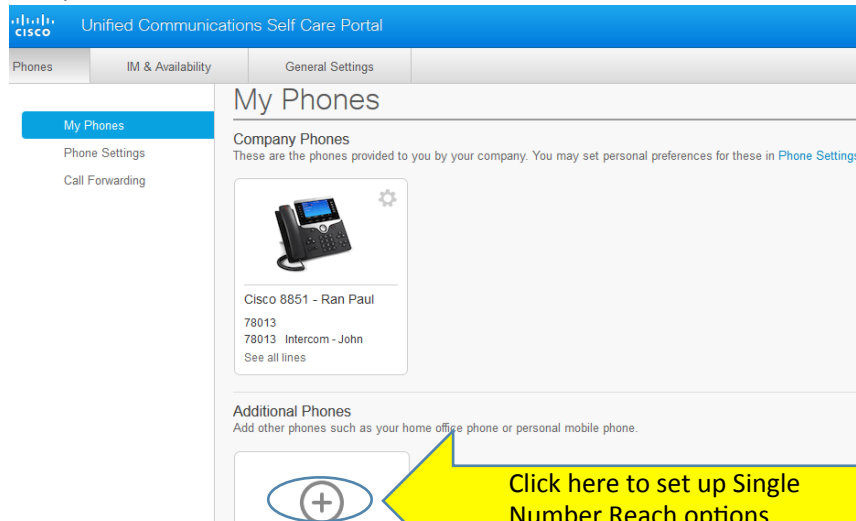 cisco Unified Communications Self Care Portal
Phones IM & Availability General Settings
My Phones
Phone Settings
Call Forwarding
My Phones
Company Phones
These are the phones provided to you by your company. You may set personal preferences for these in Phone Settings
Cisco 8851 - Ran Paul
78013
78013 Intercom - John
See all lines
Additional Phones
Add other phones such as your home office phone or personal mobile phone.
Click here to set up Single
Number Reach options